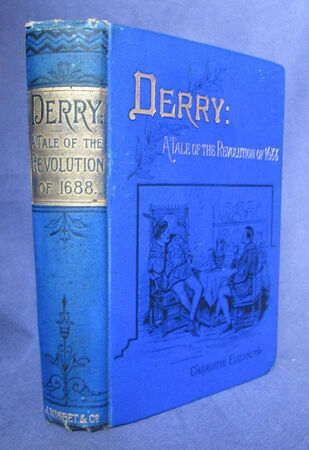 DERRY:
A TALE OF THE
REVOLUTION
OF 1688.
NISBET & Co
DERRY:
A TALE OF THE REVOLUTION OF 1688
CHARLOTTE ELIZABETH